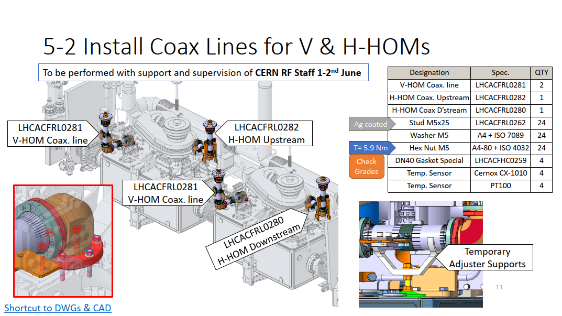 5-2 Install Coax Lines for V & H-HOMs
To be performed with support and supervision of CERN RF Staff 1-2nd June
LHCACFRL0281
V-HOM Coax. line
LHCACFRL0282
H-HOM Upstream
LHCACFRL0281
V-HOM Coax. line
LHCACFRL0280
H-HOM Downstream
Designation Spec. QTY
V-HOM Coax. line LHCACFRL0281 2
H-HOM Coax. Upstream LHCACFRL0282 1
H-HOM Coax D'stream LHCACFRL0280 1
Ag coated Stud M5x25 LHCACFRL0262 24
Washer M5 A4 + ISO 7089 24
T= 5.9 Nm Hex Nut M5 A4-80 + ISO 4032 24
Check
Grades
DN40 Gasket Special LHCACFHC0259 4
Temp. Sensor Cernox CX-1010 4
Temp. Sensor PT100 4
Temporary
Adjuster Supports
11
Shortcut to DWGs & CAD